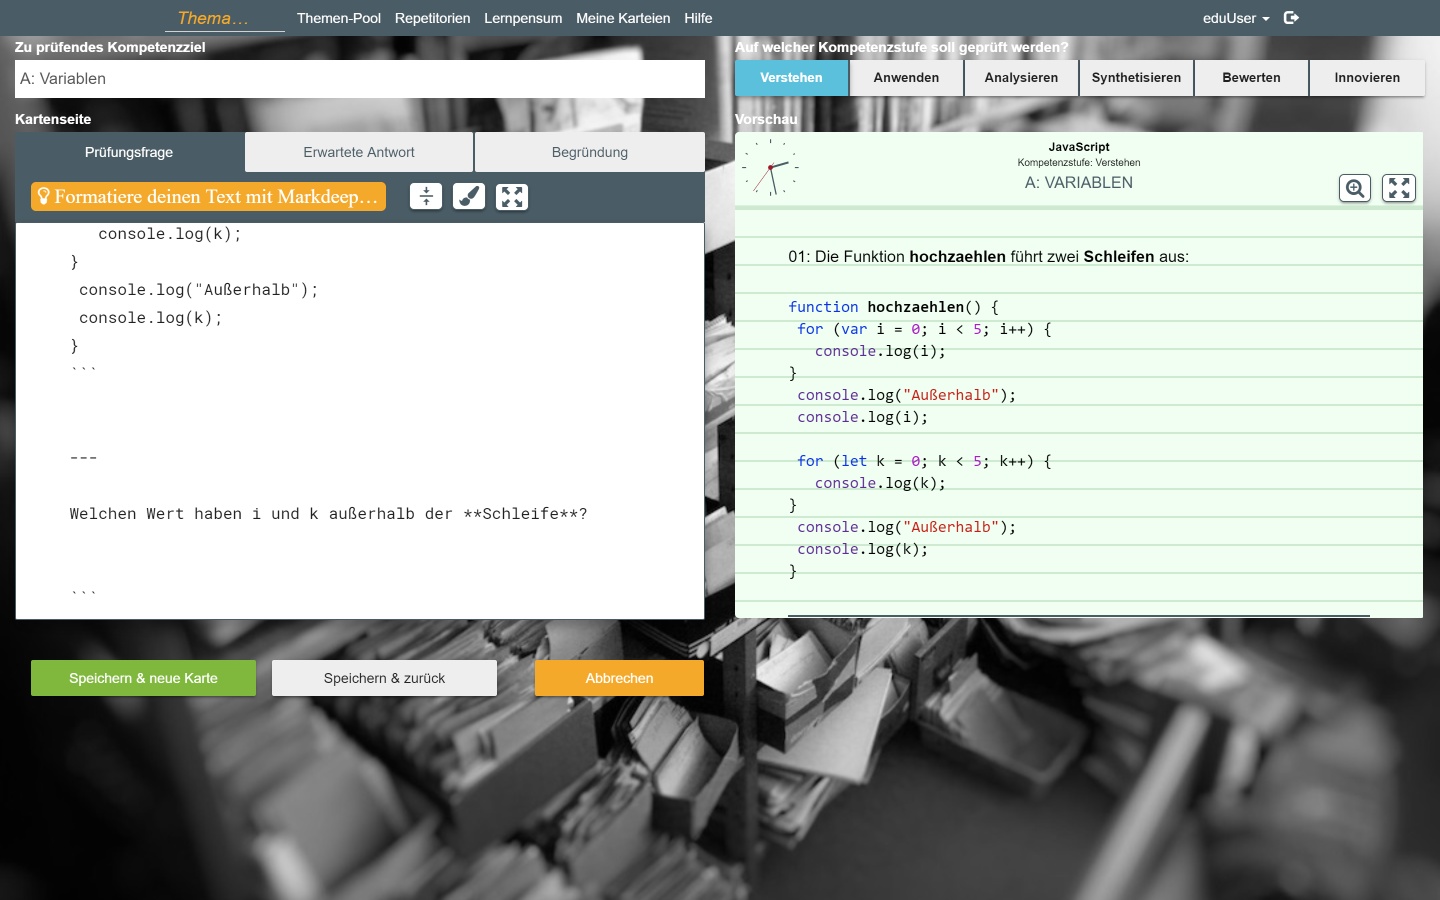 Thema…
Themen-Pool Repetitorien Lernpensum Meine Karteien Hilfe
eduUser
Zu prüfendes Kompetenzziel
A: Variablen
Kartenseite
Prüfungsfrage Erwartete Antwort Begründung
Formatiere deinen Text mit Markdeep…
console.log(k);
}
console.log("Außerhalb");
console.log(k);
}
```
---
Welchen Wert haben i und k außerhalb der **Schleife**?
```
Speichern & neue Karte Speichern & zurück Abbrechen
Auf welcher Kompetenzstufe soll geprüft werden?
Verstehen Anwenden Analysieren Synthetisieren Bewerten Innovieren
Vorschau
JavaScript
Kompetenzstufe: Verstehen
A: VARIABLEN
01: Die Funktion hochzaehlen führt zwei Schleifen aus:
function hochzaehlen() {
for (var i = 0; i < 5; i++) {
console.log(i);
}
console.log("Außerhalb");
console.log(i);
for (let k = 0; k < 5; k++) {
console.log(k);
}
console.log("Außerhalb");
console.log(k);
}